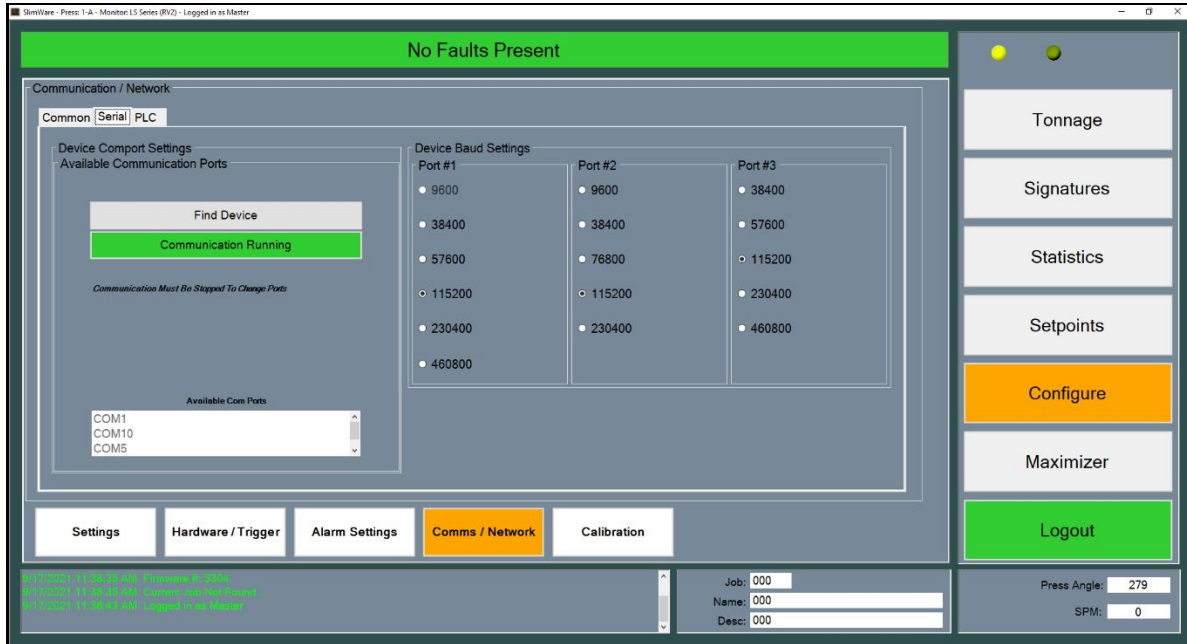 SlimWare - Press: 1-A - Monitor: LS Series (RV2) - Logged in as Master
No Faults Present
Communication / Network
Common Serial PLC
Device Comport Settings
Available Communication Ports
Find Device
Communication Running
Communication Must Be Stopped To Change Ports
Available Com Ports
COM1
COM10
COM5
Device Baud Settings
Port #1
9600
38400
57600
115200
230400
460800
Port #2
9600
38400
76800
115200
230400
Port #3
38400
57600
115200
230400
460800
Settings
Hardware / Trigger
Alarm Settings
Comms / Network
Calibration
Tonnage
Signatures
Statistics
Setpoints
Configure
Maximizer
Logout
9/17/2021 11:38:35 AM Firmware #: 5304
9/17/2021 11:38:35 AM Current Job Not Found
9/17/2021 11:38:43 AM Logged in as Master
Job: 000
Name: 000
Desc: 000
Press Angle: 279
SPM: 0